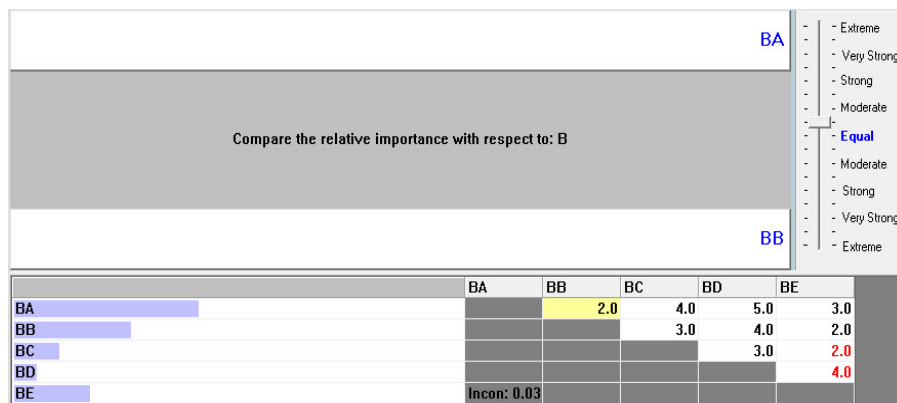 BA
Extreme
Very Strong
Strong
Moderate
Compare the relative importance with respect to: B
Equal
Moderate
Strong
Very Strong
BB
Extreme
BA BB BC BD BE
BA 2.0 4.0 5.0 3.0
BB 3.0 4.0 2.0
BC 3.0 2.0
BD 4.0
BE Incon: 0.03